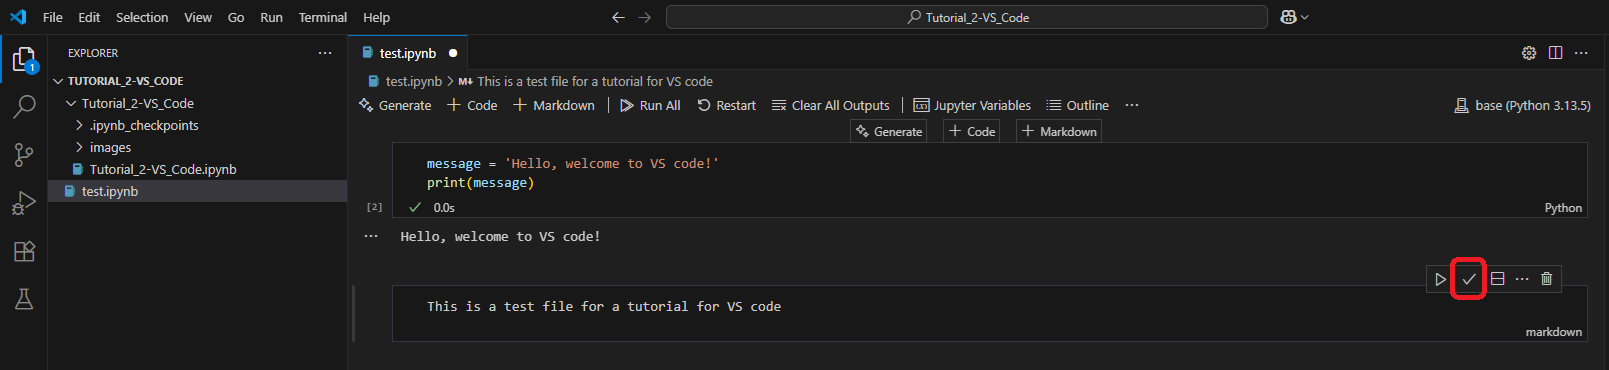 File Edit Selection View Go Run Terminal Help
Tutorial_2-VS_Code
EXPLORER
1
TUTORIAL_2-VS_CODE
Tutorial_2-VS_Code
.ipynb_checkpoints
images
Tutorial_2-VS_Code.ipynb
test.ipynb
test.ipynb
test.ipynb > M↓ This is a test file for a tutorial for VS code
Generate + Code + Markdown Run All Restart Clear All Outputs Jupyter Variables Outline ... base (Python 3.13.5)
Generate + Code + Markdown
message = 'Hello, welcome to VS code!'
print(message)
[2] 0.0s
Python
Hello, welcome to VS code!
This is a test file for a tutorial for VS code
markdown